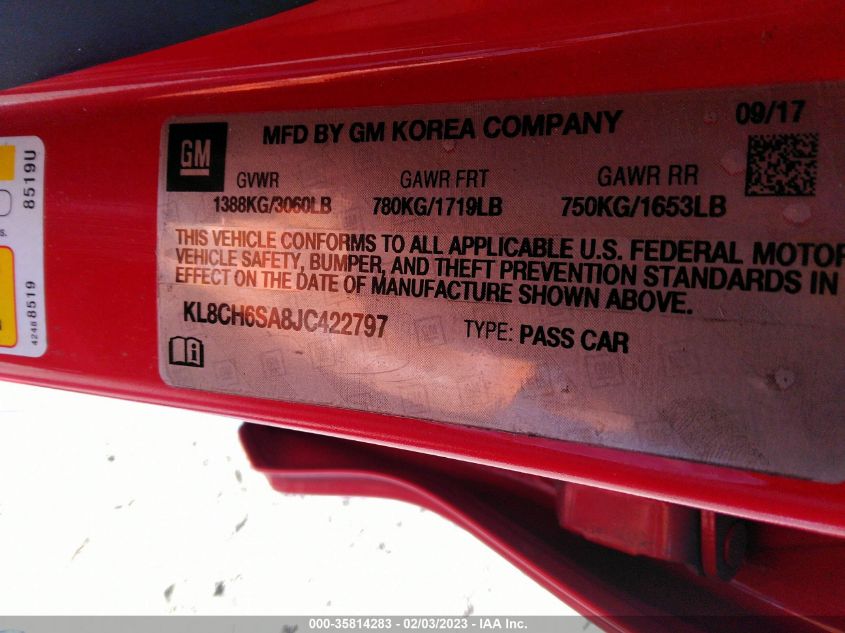 MFD BY GM KOREA COMPANY 09/17
GM
GVWR GAWR FRT GAWR RR
1388KG/3060LB 780KG/1719LB 750KG/1653LB
THIS VEHICLE CONFORMS TO ALL APPLICABLE U.S. FEDERAL MOTOR
VEHICLE SAFETY, BUMPER, AND THEFT PREVENTION STANDARDS IN
EFFECT ON THE DATE OF MANUFACTURE SHOWN ABOVE.
KL8CH6SA8JC422797 TYPE: PASS CAR
8519U
42488519
000-35814283 - 02/03/2023 - IAA Inc.